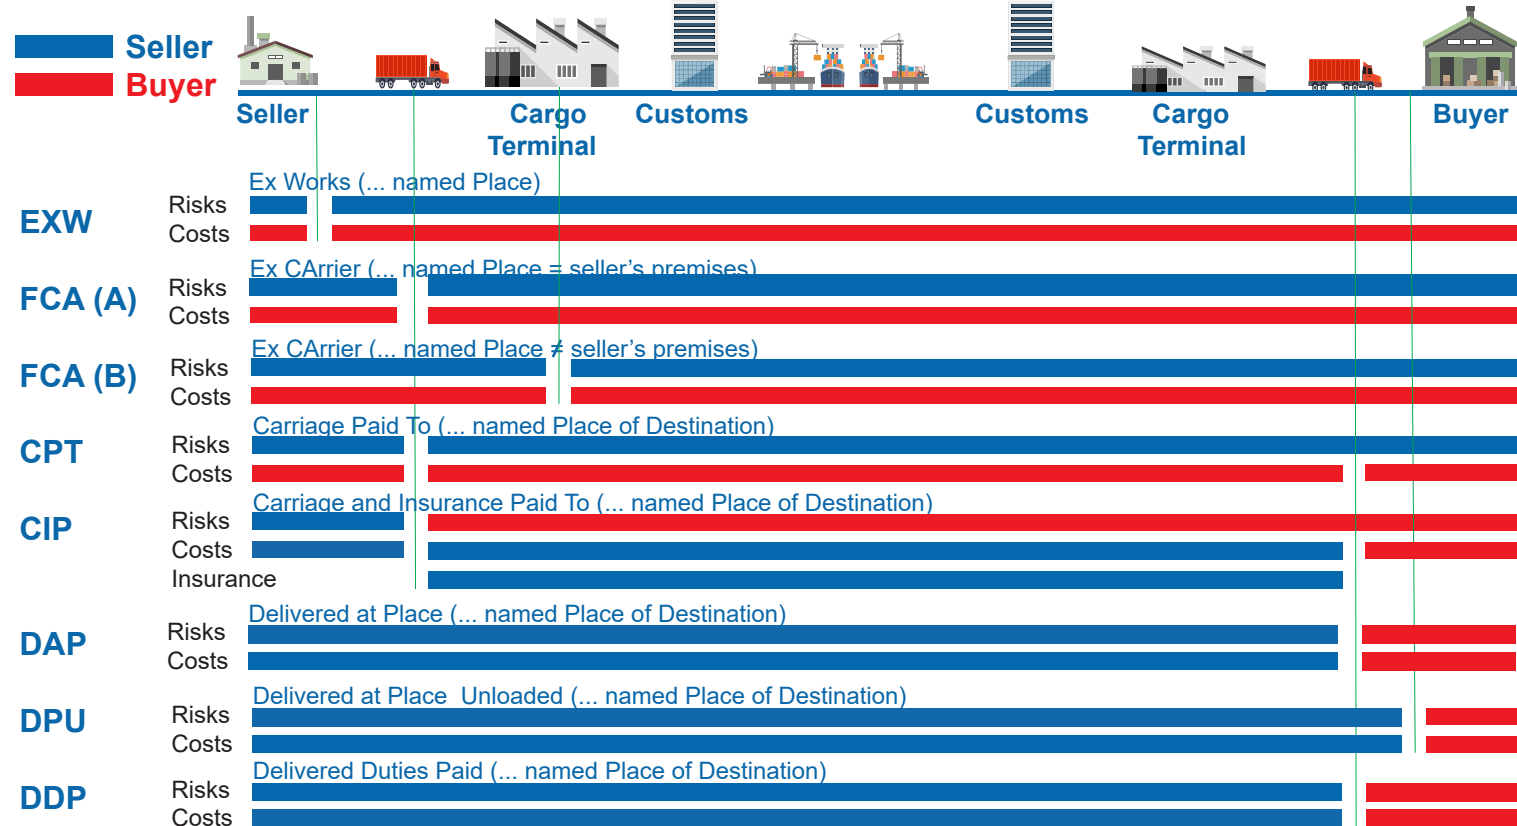 Seller
Buyer
Seller
Cargo
Terminal
Customs
Customs
Cargo
Terminal
Buyer
Ex Works (... named Place)
EXW
Risks
Costs
Ex CArrier (... named Place = seller's premises)
FCA (A)
Risks
Costs
Ex CArrier (... named Place ≠ seller's premises)
FCA (B)
Risks
Costs
Carriage Paid To (... named Place of Destination)
CPT
Risks
Costs
Carriage and Insurance Paid To (... named Place of Destination)
CIP
Risks
Costs
Insurance
Delivered at Place (... named Place of Destination)
DAP
Risks
Costs
Delivered at Place  Unloaded (... named Place of Destination)
DPU
Risks
Costs
Delivered Duties Paid (... named Place of Destination)
DDP
Risks
Costs